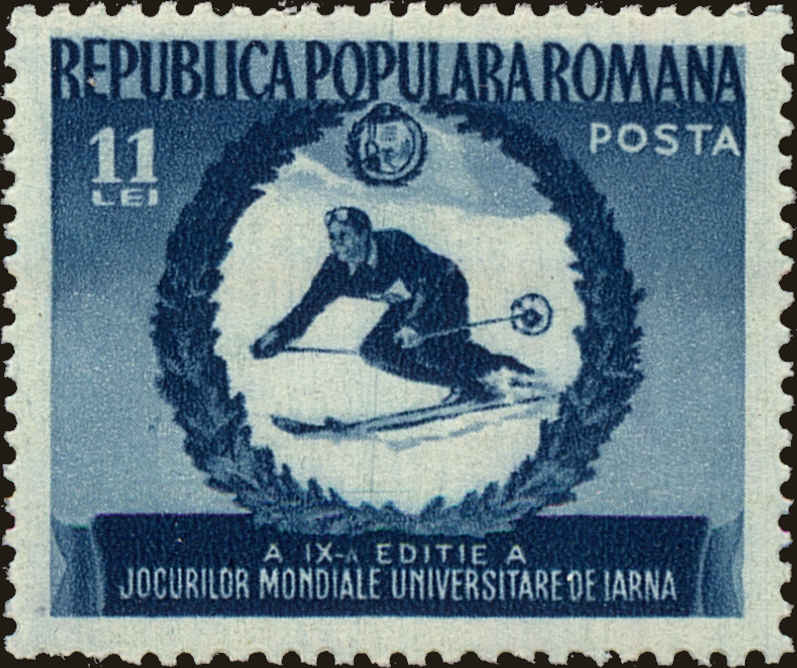 REPUBLICA POPULARA ROMANA
11
LEI
POSTA
A IX-A EDITIE A
JOCURILOR MONDIALE UNIVERSITARE DE IARNA